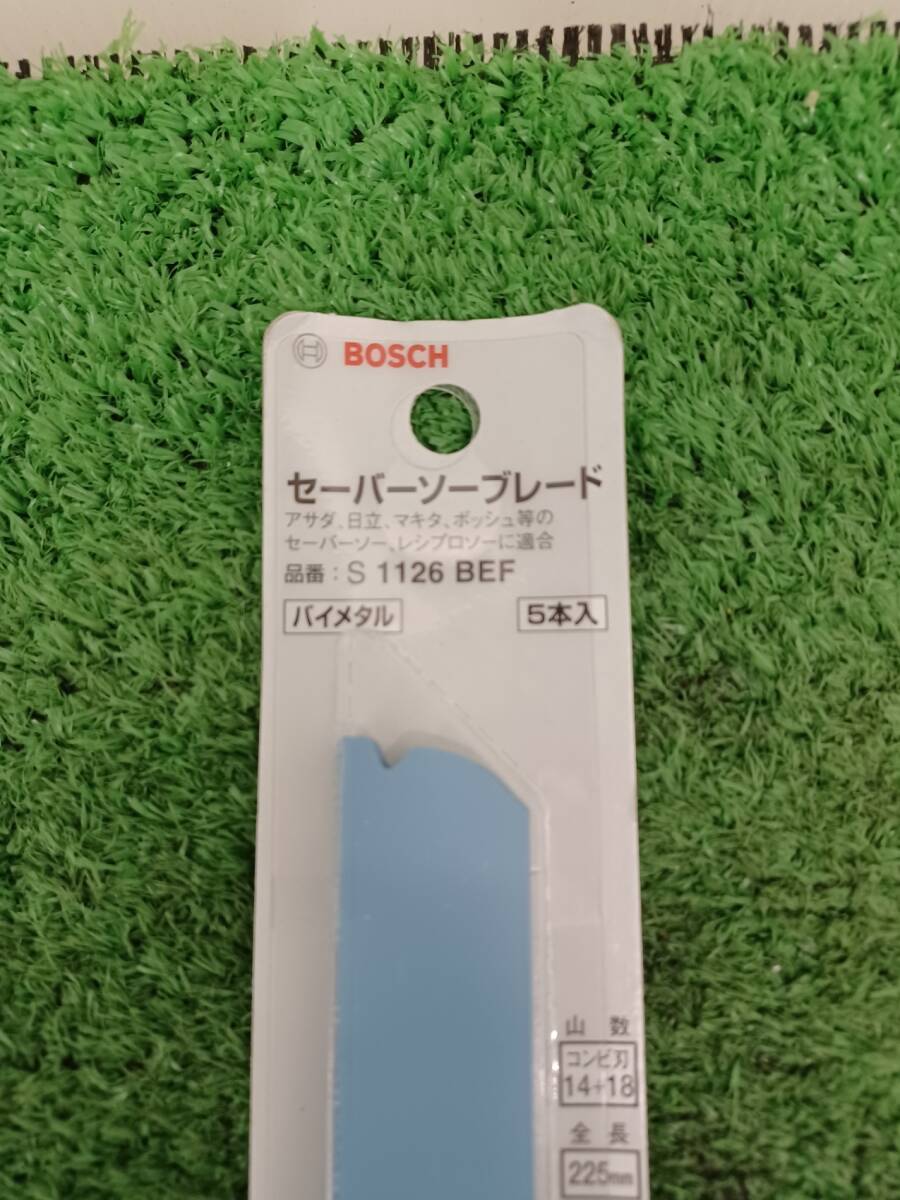 BOSCH
セーバーソーブレード
アサダ、日立、マキタ、ボッシュ等の
セーバーソー、レシプロソーに適合
品番：S 1126 BEF
バイメタル
5本入
山 数
コンビ刃
14+18
全 長
225mm